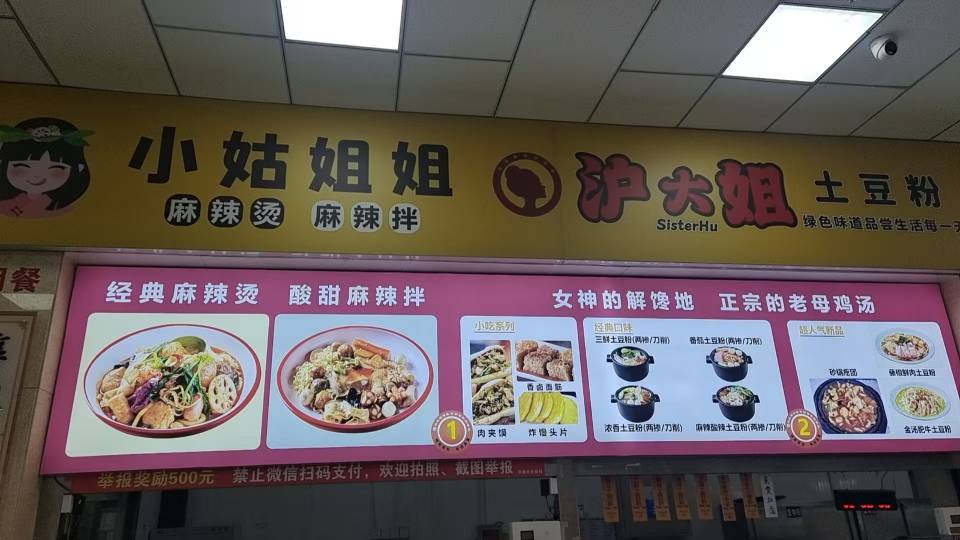 小姑姐姐
麻辣烫 麻辣拌
沪大姐
SisterHu
土豆粉
绿色味道品尝生活每一天
经典麻辣烫 酸甜麻辣拌
女神的解馋地 正宗的老母鸡汤
小吃系列
香卤面筋
肉夹馍
炸馒头片
1
经典口味
三鲜土豆粉(两掺/刀削)
番茄土豆粉(两掺/刀削)
浓香土豆粉(两掺/刀削)
麻辣酸辣土豆粉(两掺/刀削)
超人气新品
砂锅疙团
藤椒鲜肉土豆粉
金汤肥牛土豆粉
2
举报奖励500元 禁止微信扫码支付，欢迎拍照、截图举报